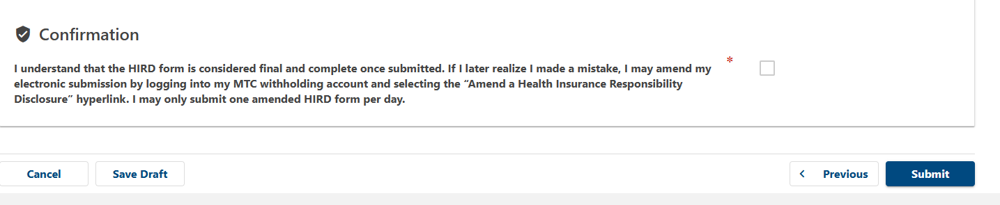 Confirmation
I understand that the HIRD form is considered final and complete once submitted. If I later realize I made a mistake, I may amend my *
electronic submission by logging into my MTC withholding account and selecting the “Amend a Health Insurance Responsibility
Disclosure” hyperlink. I may only submit one amended HIRD form per day.
Cancel Save Draft Previous Submit